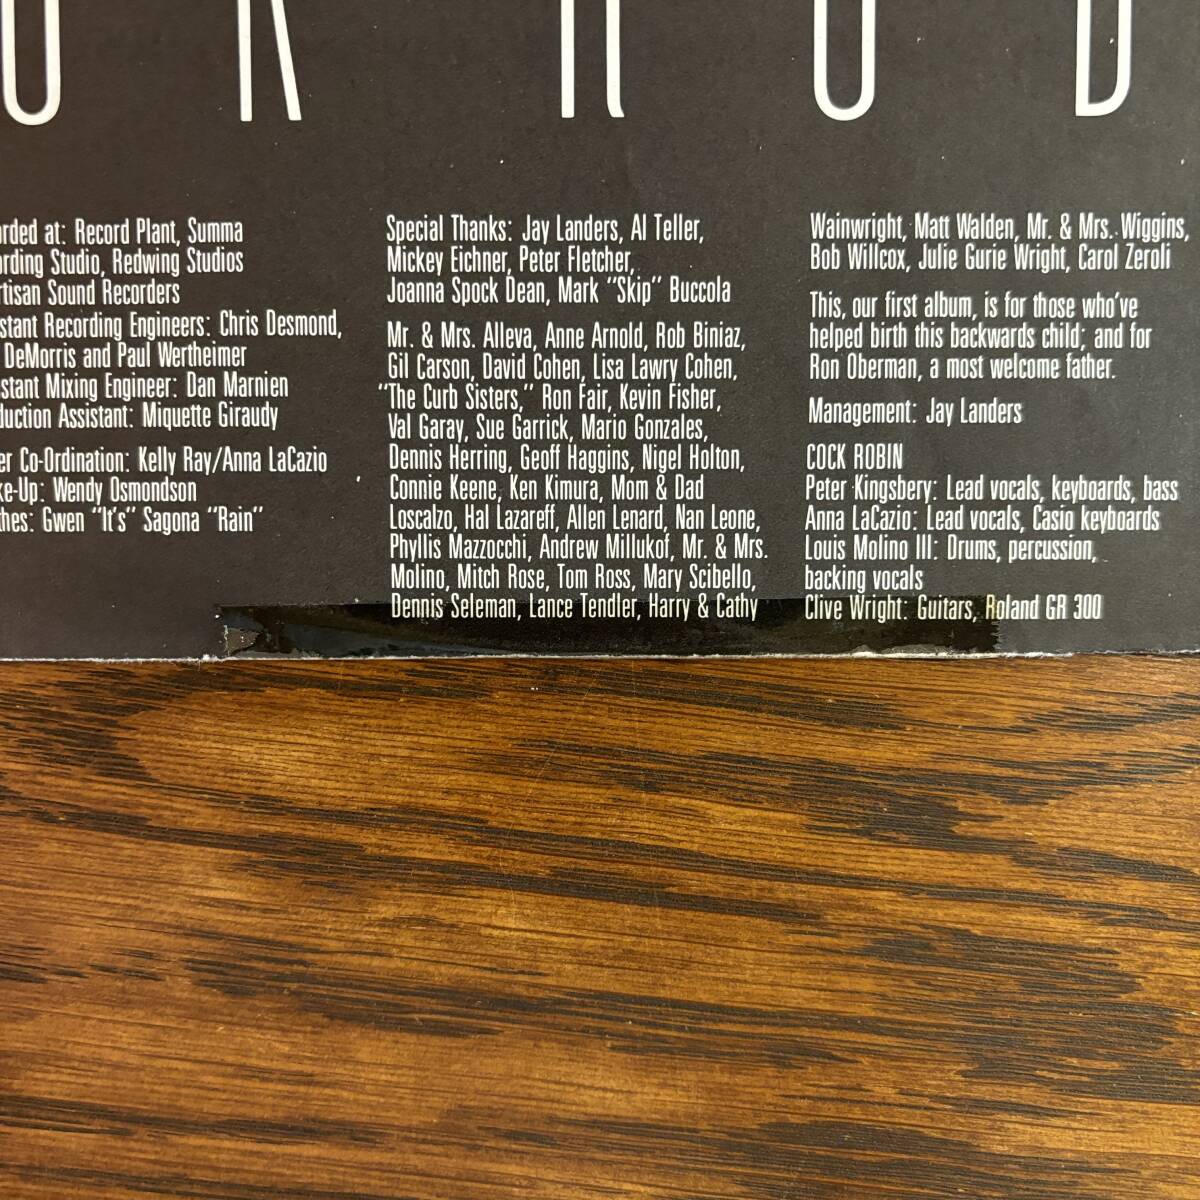 Recorded at: Record Plant, Summa
Recording Studio, Redwing Studios
Artisan Sound Recorders
Assistant Recording Engineers: Chris Desmond,
DeMorris and Paul Wertheimer
Assistant Mixing Engineer: Dan Marnien
Production Assistant: Miquette Giraudy
Co-Ordination: Kelly Ray/Anna LaCazio
Make-Up: Wendy Osmondson
Clothes: Gwen "It's" Sagona "Rain"
Special Thanks: Jay Landers, Al Teller,
Mickey Eichner, Peter Fletcher,
Joanna Spock Dean, Mark "Skip" Buccola
Mr. & Mrs. Alleva, Anne Arnold, Rob Biniaz,
Gil Carson, David Cohen, Lisa Lawry Cohen,
"The Curb Sisters," Ron Fair, Kevin Fisher,
Val Garay, Sue Garrick, Mario Gonzales,
Dennis Herring, Geoff Haggins, Nigel Holton,
Connie Keene, Ken Kimura, Mom & Dad
Loscalzo, Hal Lazareff, Allen Lenard, Nan Leone,
Phyllis Mazzocchi, Andrew Millukof, Mr. & Mrs.
Molino, Mitch Rose, Tom Ross, Mary Scibello,
Dennis Seleman, Lance Tendler, Harry & Cathy
Wainwright, Matt Walden, Mr. & Mrs. Wiggins,
Bob Willcox, Julie Gurie Wright, Carol Zeroli
This, our first album, is for those who've
helped birth this backwards child; and for
Ron Oberman, a most welcome father.
Management: Jay Landers
COCK ROBIN
Peter Kingsbery: Lead vocals, keyboards, bass
Anna LaCazio: Lead vocals, Casio keyboards
Louis Molino III: Drums, percussion,
backing vocals
Clive Wright: Guitars, Roland GR 300